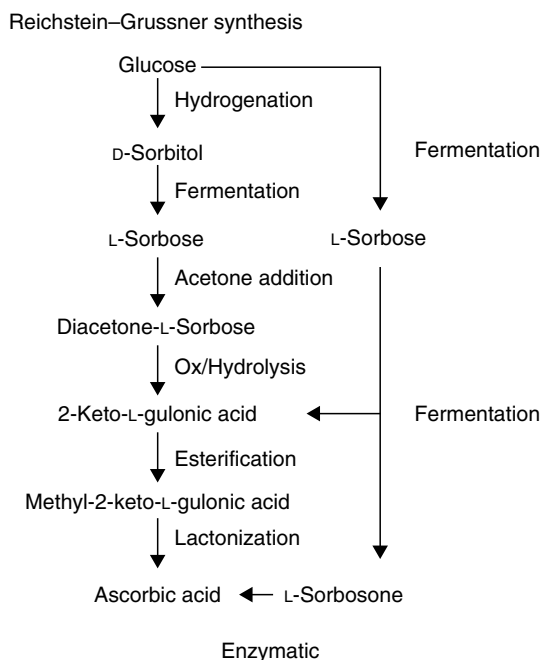 Reichstein–Grussner synthesis
Glucose
Hydrogenation
D-Sorbitol
Fermentation
Fermentation
L-Sorbose
L-Sorbose
Acetone addition
Diacetone-L-Sorbose
Ox/Hydrolysis
2-Keto-L-gulonic acid
Fermentation
Esterification
Methyl-2-keto-L-gulonic acid
Lactonization
Ascorbic acid
L-Sorbosone
Enzymatic